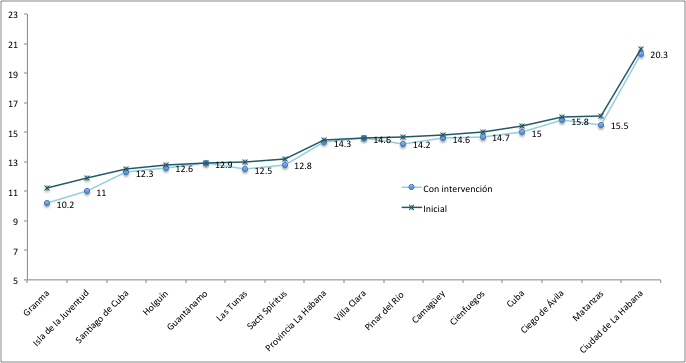 23
21
19
17
15
13
11
9
7
5
10.2
11
12.3
12.6
12.9
12.5
12.8
14.3
14.6
14.2
14.6
14.7
15
15.8
15.5
20.3
Con intervención
Inicial
Granma
Isla de la Juventud
Santiago de Cuba
Holguín
Guantánamo
Las Tunas
Sacti Spíritus
Provincia La Habana
Villa Clara
Pinar del Río
Camagüey
Cienfuegos
Cuba
Ciego de Ávila
Matanzas
Ciudad de La Habana